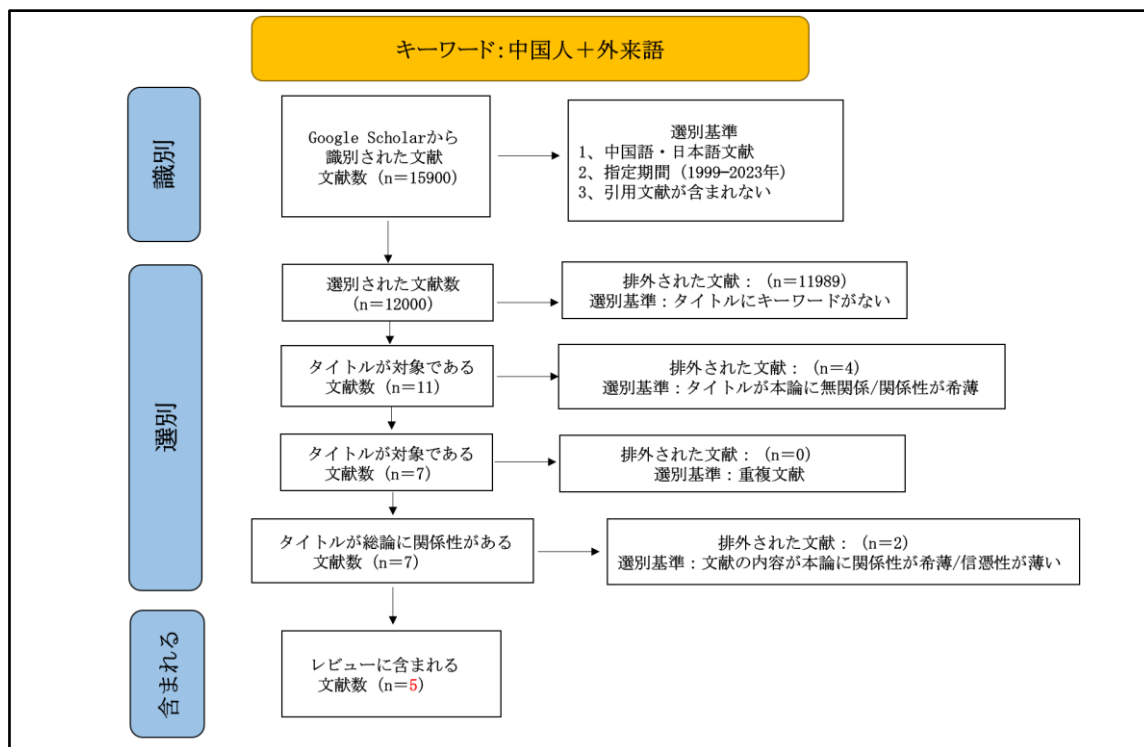 キーワード：中国人＋外来語
識別
Google Scholarから
識別された文献
文献数（n＝15900）
選別基準
1、中国語・日本語文献
2、指定期間（1999−2023年）
3、引用文献が含まれない
選別
選別された文献数
（n＝12000）
排外された文献：（n＝11989）
選別基準：タイトルにキーワードがない
タイトルが対象である
文献数（n＝11）
排外された文献：（n＝4）
選別基準：タイトルが本論に無関係/関係性が希薄
タイトルが対象である
文献数（n＝7）
排外された文献：（n＝0）
選別基準：重複文献
タイトルが総論に関係性がある
文献数（n＝7）
排外された文献：（n＝2）
選別基準：文献の内容が本論に関係性が希薄/信憑性が薄い
含まれる
レビューに含まれる
文献数（n＝5）